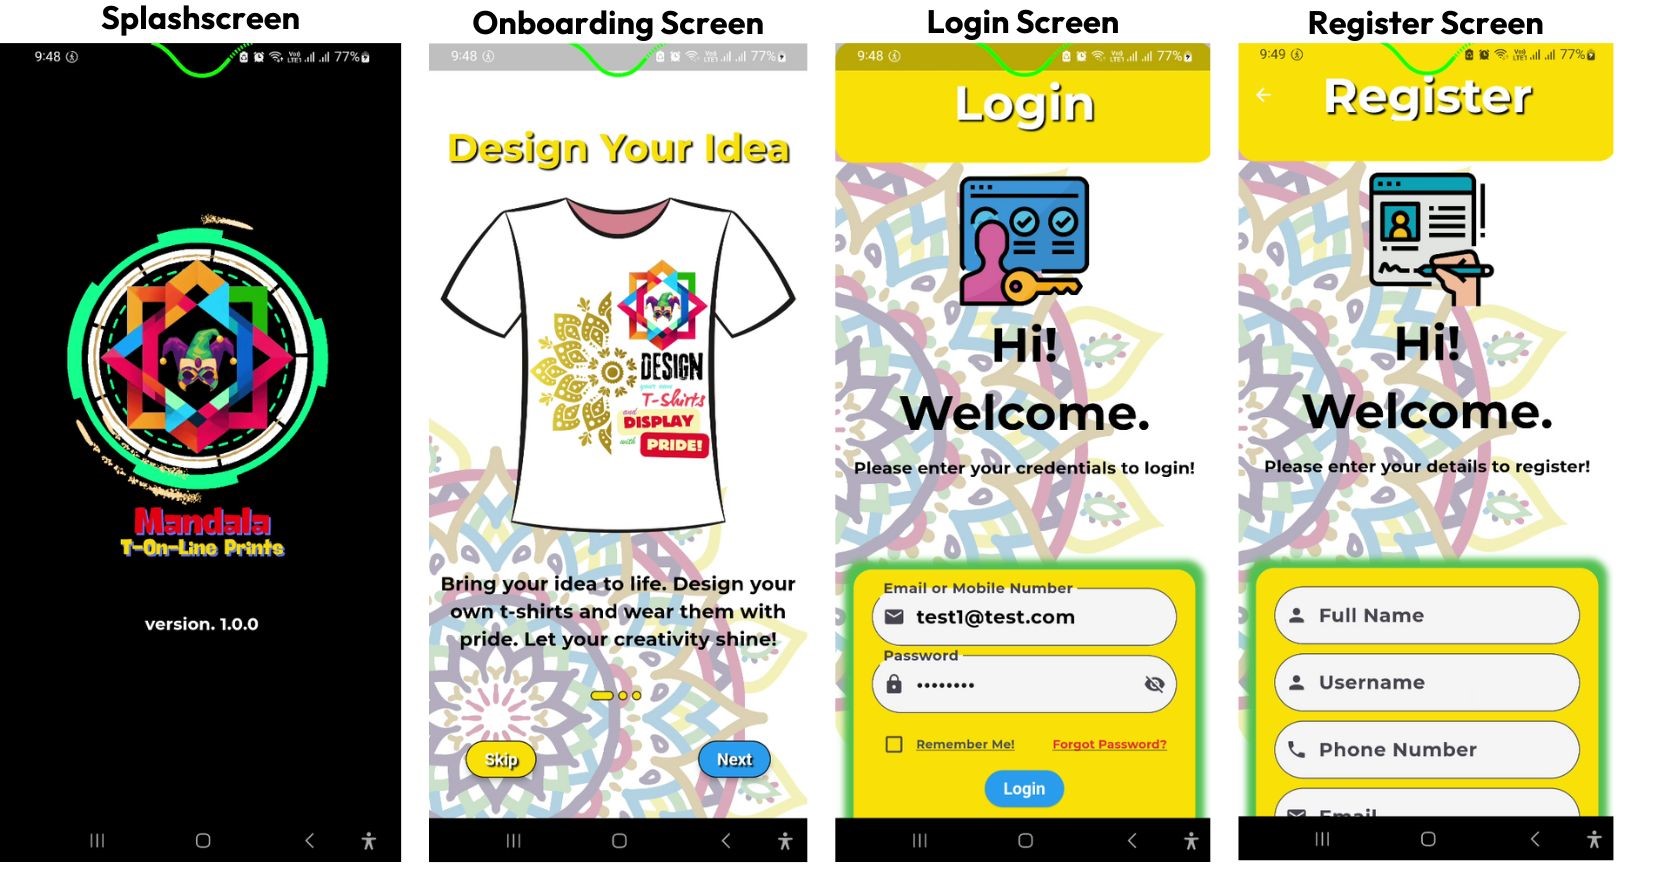 Splashscreen
9:48
77%
Mandala
T-On-Line Prints
version. 1.0.0
Onboarding Screen
9:48
77%
Design Your Idea
DESIGN
your own
T-Shirts
and
DISPLAY
with
PRIDE!
Bring your idea to life. Design your
own t-shirts and wear them with
pride. Let your creativity shine!
Skip
Next
Login Screen
9:48
77%
Login
Hi!
Welcome.
Please enter your credentials to login!
Email or Mobile Number
test1@test.com
Password
Remember Me!
Forgot Password?
Login
Register Screen
9:49
77%
Register
Hi!
Welcome.
Please enter your details to register!
Full Name
Username
Phone Number
Email